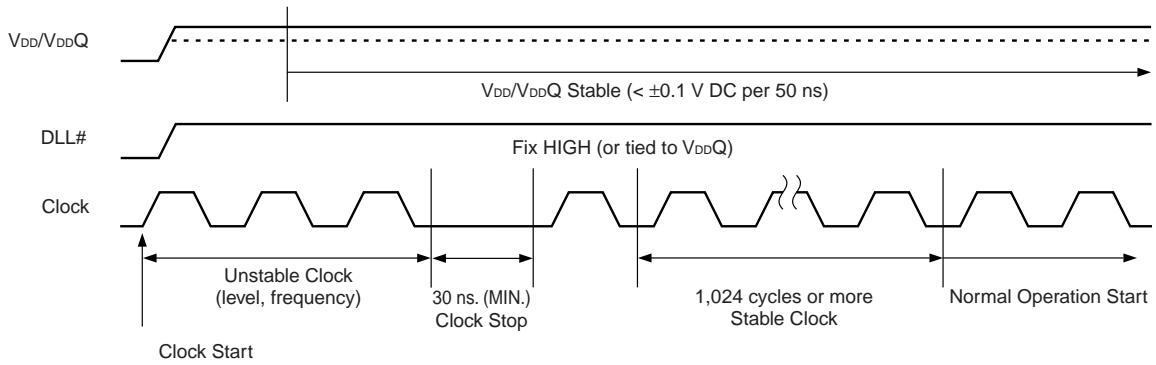 VDD/VDDQ
VDD/VDDQ Stable (< ±0.1 V DC per 50 ns)
DLL#
Fix HIGH (or tied to VDDQ)
Clock
Unstable Clock
(level, frequency)
30 ns. (MIN.)
Clock Stop
1,024 cycles or more
Stable Clock
Normal Operation Start
Clock Start